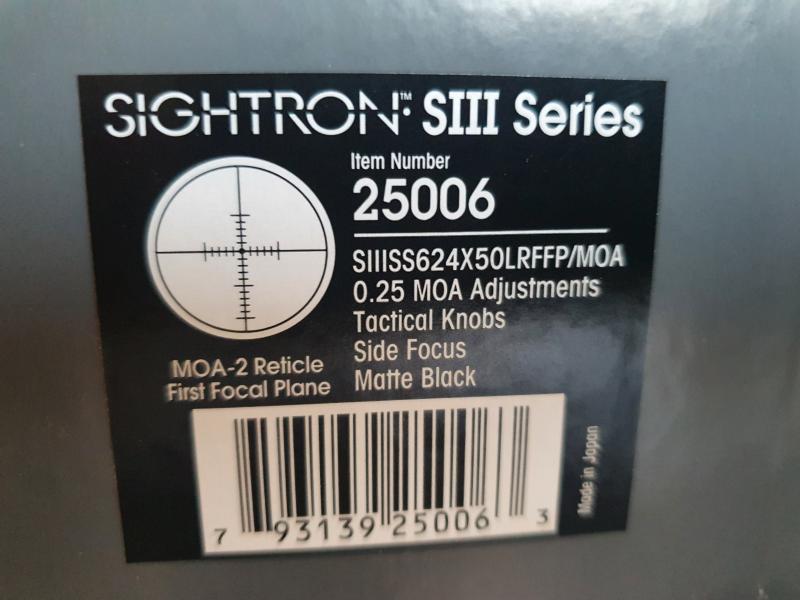 SIGHTRON™ SIII Series
Item Number
25006
SIIISS624X50LRFFP/MOA
0.25 MOA Adjustments
Tactical Knobs
Side Focus
Matte Black
MOA-2 Reticle
First Focal Plane
Made in Japan
7 93139 25006 3